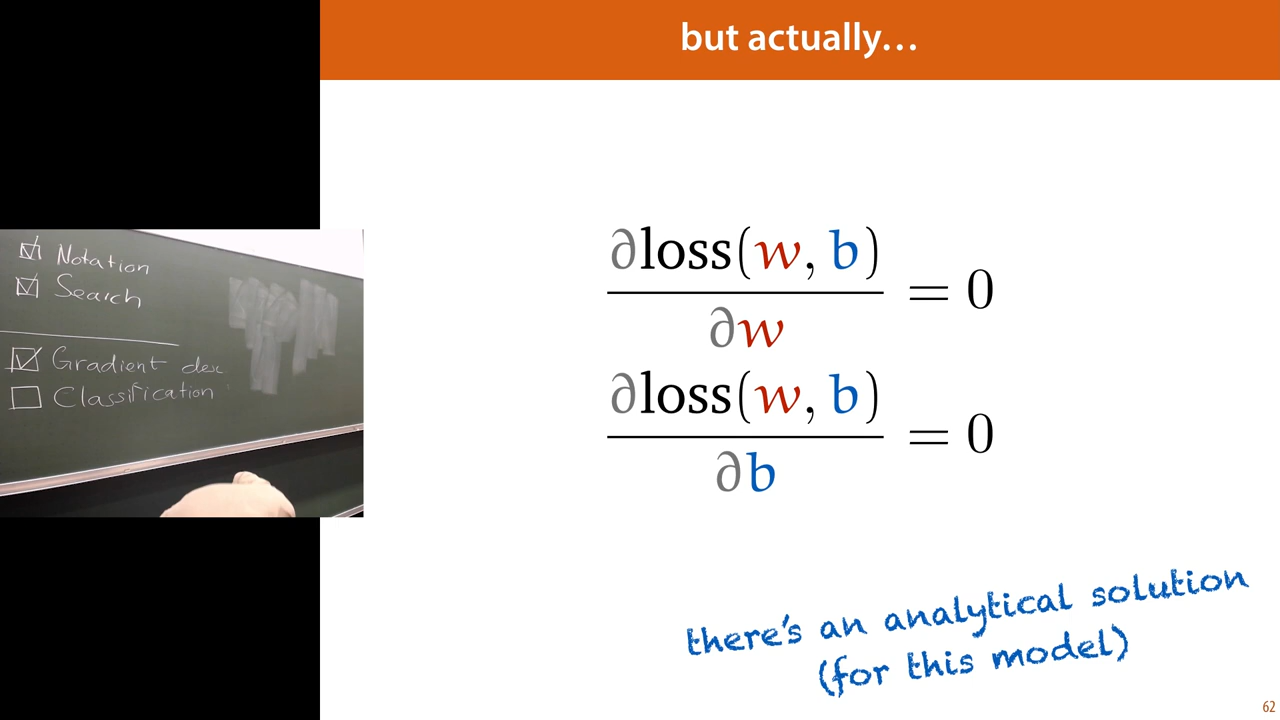 but actually...
Notation
Search
Gradient desc
Classification
∂loss(w, b)
∂w
= 0
∂loss(w, b)
∂b
= 0
there's an analytical solution
(for this model)
62